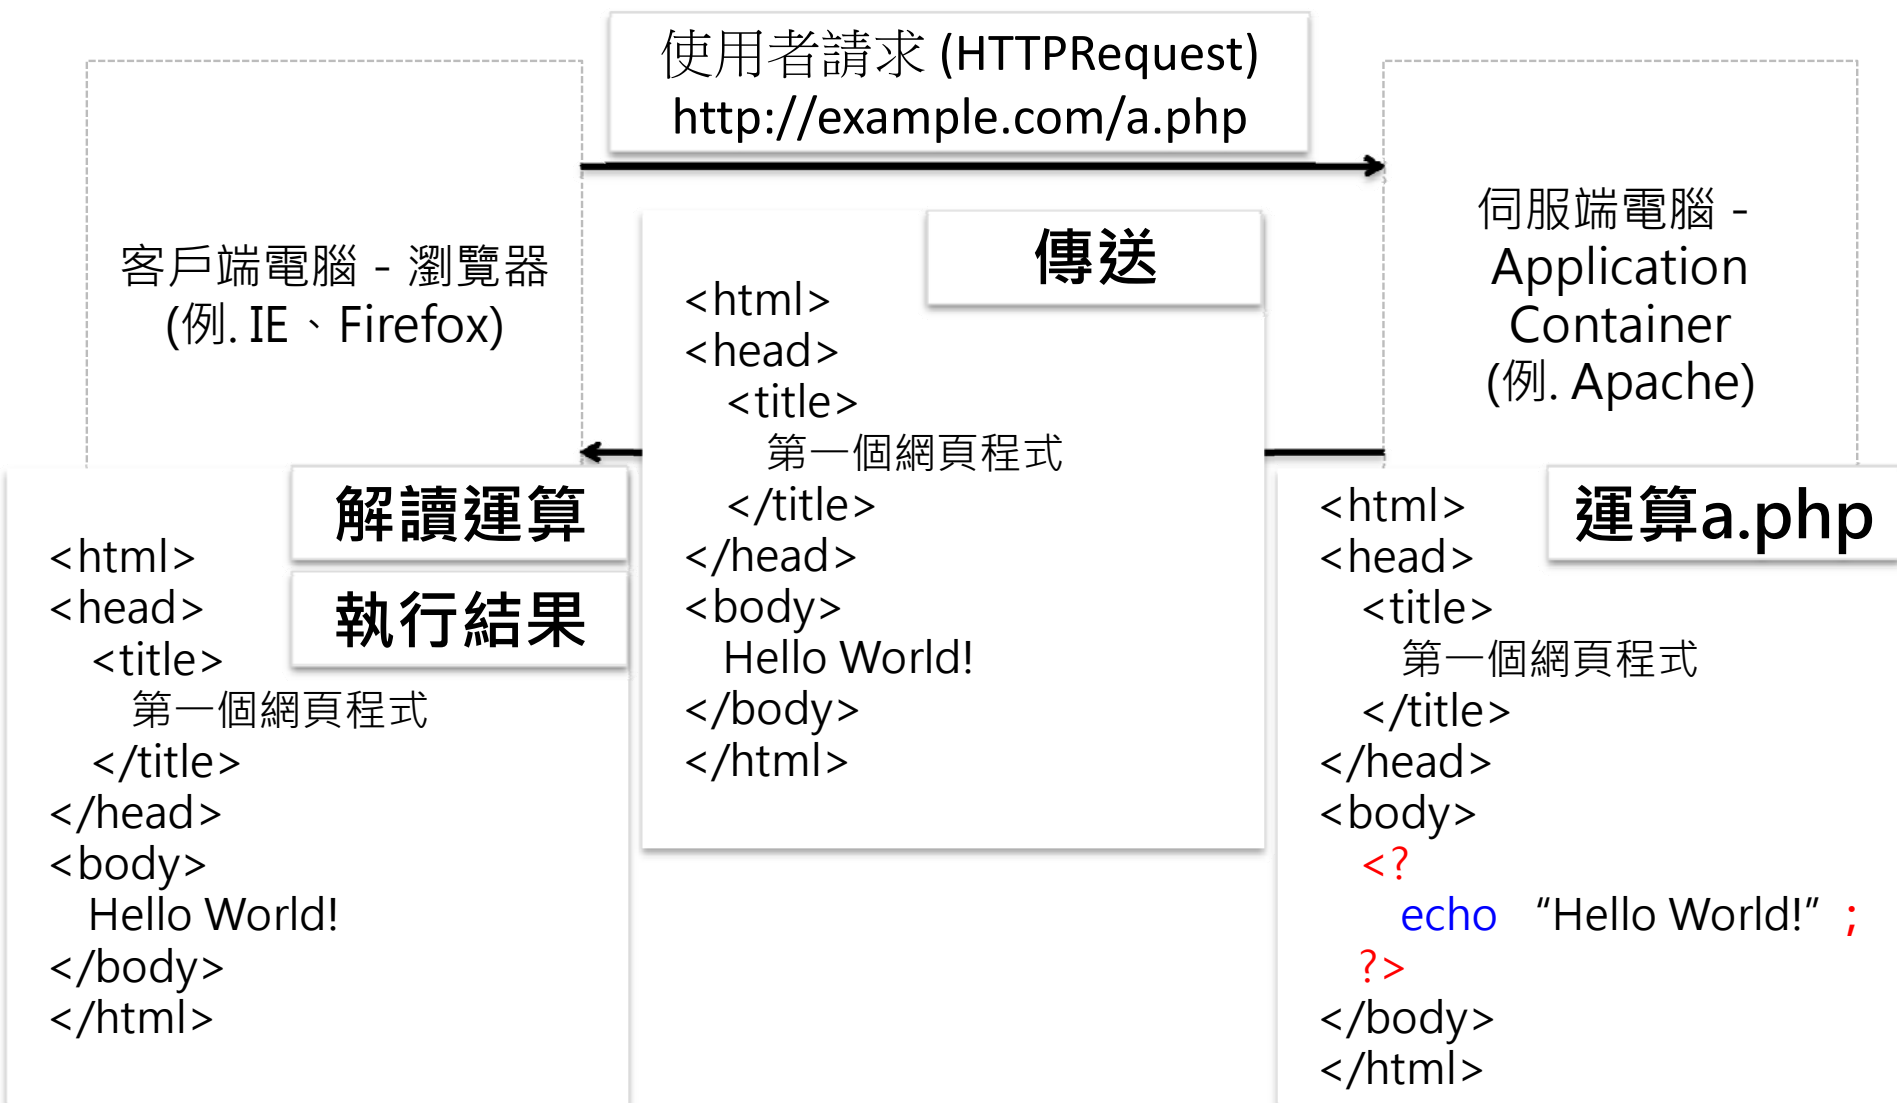 使用者請求 (HTTPRequest)
http://example.com/a.php
客戶端電腦 - 瀏覽器
(例. IE、Firefox)
伺服端電腦 -
Application
Container
(例. Apache)
傳送
<html>
<head>
<title>
第一個網頁程式
</title>
</head>
<body>
Hello World!
</body>
</html>
解讀運算
執行結果
<html>
<head>
<title>
第一個網頁程式
</title>
</head>
<body>
Hello World!
</body>
</html>
運算a.php
<html>
<head>
<title>
第一個網頁程式
</title>
</head>
<body>
<?
echo “Hello World!” ;
?>
</body>
</html>